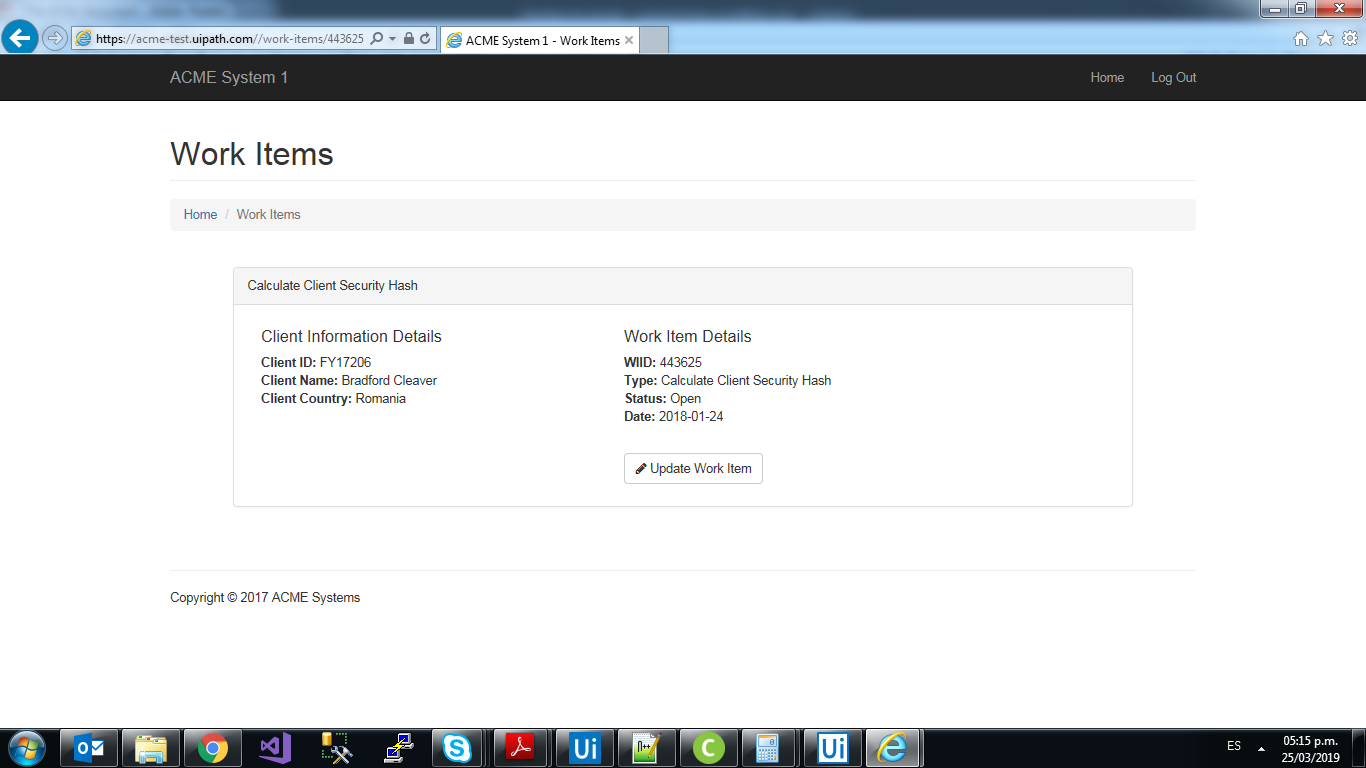 https://acme-test.uipath.com//work-items/443625
ACME System 1 - Work Items
ACME System 1
Home
Log Out
Work Items
Home / Work Items
Calculate Client Security Hash
Client Information Details
Client ID: FY17206
Client Name: Bradford Cleaver
Client Country: Romania
Work Item Details
WIID: 443625
Type: Calculate Client Security Hash
Status: Open
Date: 2018-01-24
Update Work Item
Copyright © 2017 ACME Systems
Ui
N++
C
Ui
ES
05:15 p.m.
25/03/2019